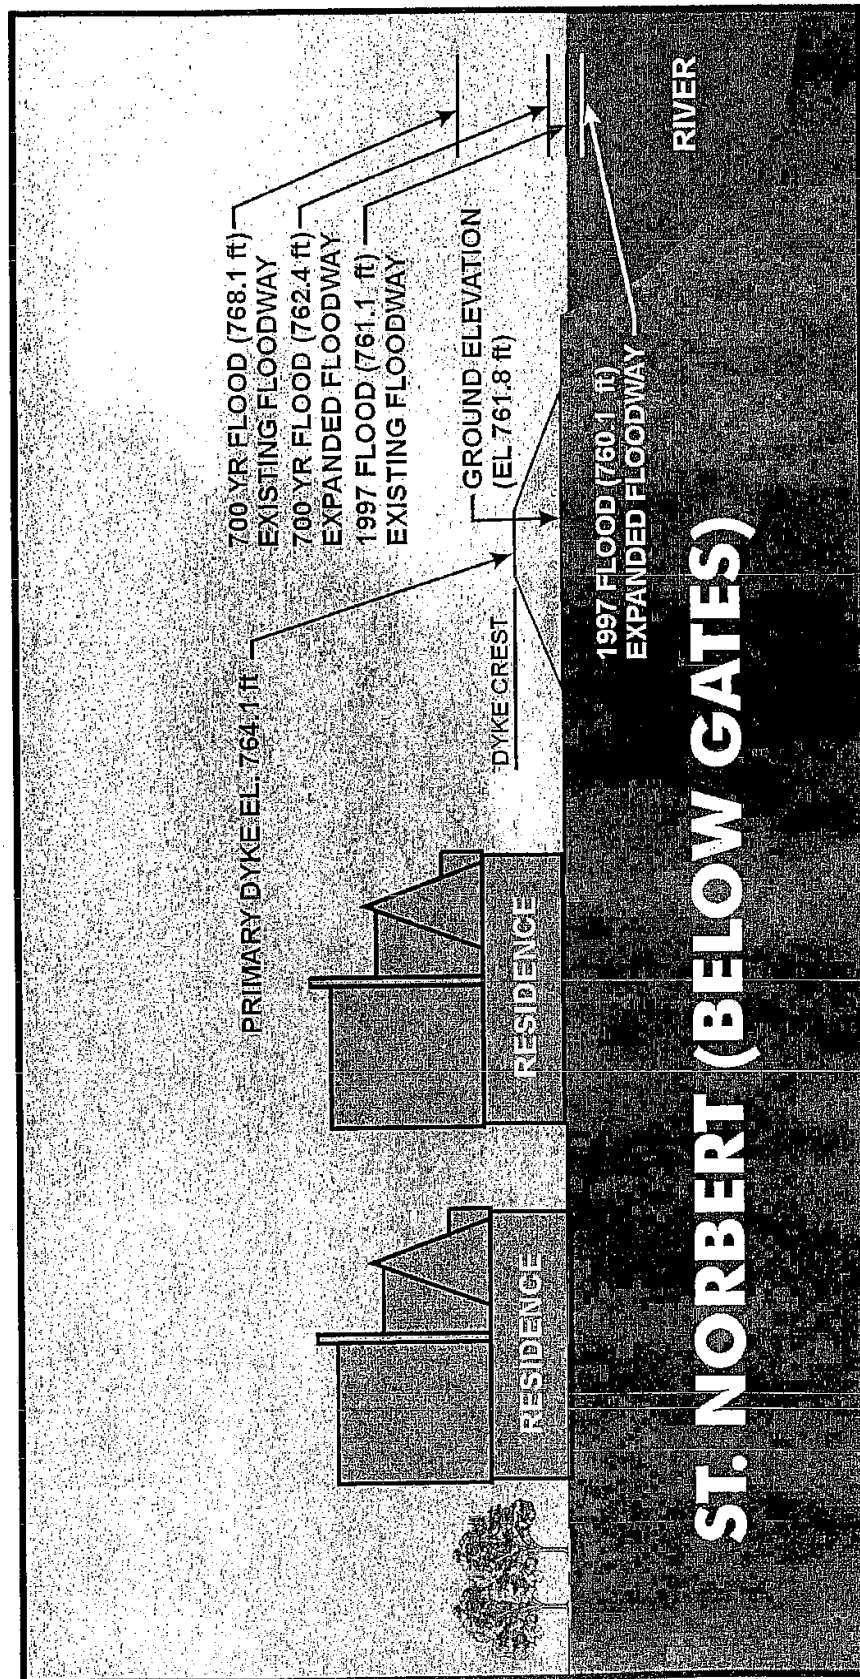 PRIMARY DYKE EL. 764.1 ft
700 YR FLOOD (768.1 ft)
EXISTING FLOODWAY
700 YR FLOOD (762.4 ft)
EXPANDED FLOODWAY
1997 FLOOD (761.1 ft)
EXISTING FLOODWAY
GROUND ELEVATION
(EL 761.8 ft)
DYKE CREST
RESIDENCE
RESIDENCE
1997 FLOOD (760.1 ft)
EXPANDED FLOODWAY
RIVER
ST. NORBERT (BELOW GATES)